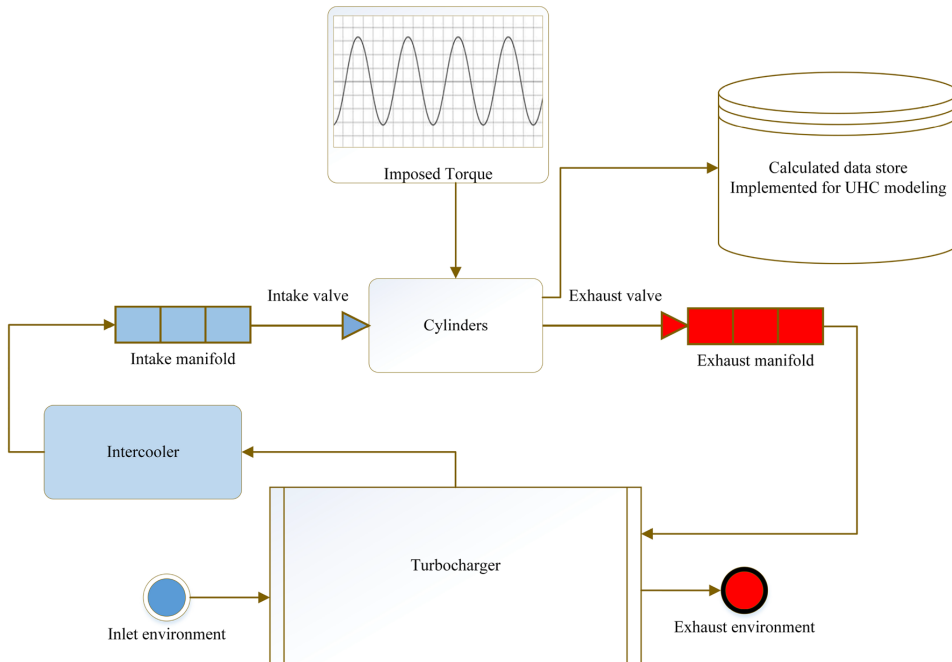 Imposed Torque
Calculated data store
Implemented for UHC modeling
Intake valve
Exhaust valve
Cylinders
Intake manifold
Exhaust manifold
Intercooler
Turbocharger
Inlet environment
Exhaust environment